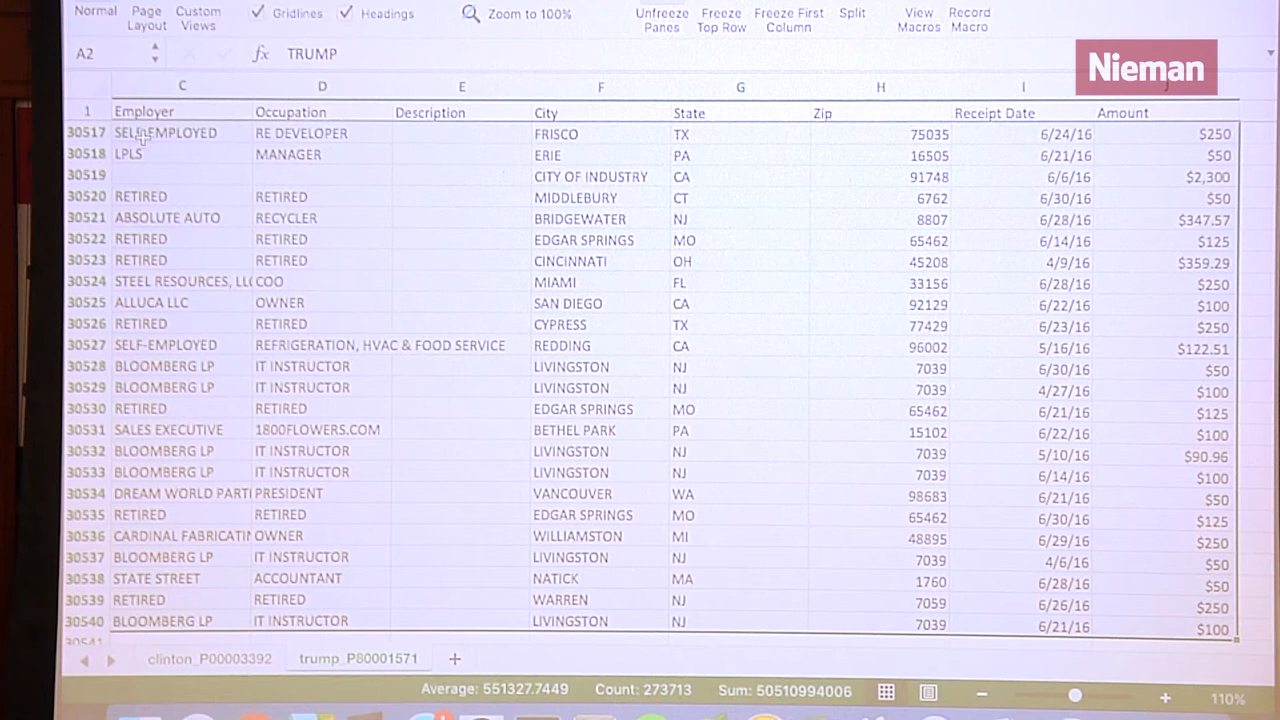 Normal Page Layout Custom Views Gridlines Headings Zoom to 100% Unfreeze Panes Freeze Top Row Freeze First Column Split View Macros Record Macro
Nieman
A2 fx TRUMP
C D E F G H I J
1 Employer Occupation Description City State Zip Receipt Date Amount
30517 SELF-EMPLOYED RE DEVELOPER FRISCO TX 75035 6/24/16 $250
30518 LPLS MANAGER ERIE PA 16505 6/21/16 $50
30519 CITY OF INDUSTRY CA 91748 6/6/16 $2,300
30520 RETIRED RETIRED MIDDLEBURY CT 6762 6/30/16 $50
30521 ABSOLUTE AUTO RECYCLER BRIDGEWATER NJ 8807 6/28/16 $347.57
30522 RETIRED RETIRED EDGAR SPRINGS MO 65462 6/14/16 $125
30523 RETIRED RETIRED CINCINNATI OH 45208 4/9/16 $359.29
30524 STEEL RESOURCES, LLC COO MIAMI FL 33156 6/28/16 $250
30525 ALLUCA LLC OWNER SAN DIEGO CA 92129 6/22/16 $100
30526 RETIRED RETIRED CYPRESS TX 77429 6/23/16 $250
30527 SELF-EMPLOYED REFRIGERATION, HVAC & FOOD SERVICE REDDING CA 96002 5/16/16 $122.51
30528 BLOOMBERG LP IT INSTRUCTOR LIVINGSTON NJ 7039 6/30/16 $50
30529 BLOOMBERG LP IT INSTRUCTOR LIVINGSTON NJ 7039 4/27/16 $100
30530 RETIRED RETIRED EDGAR SPRINGS MO 65462 6/21/16 $125
30531 SALES EXECUTIVE 1800FLOWERS.COM BETHEL PARK PA 15102 6/22/16 $100
30532 BLOOMBERG LP IT INSTRUCTOR LIVINGSTON NJ 7039 5/10/16 $90.96
30533 BLOOMBERG LP IT INSTRUCTOR LIVINGSTON NJ 7039 6/14/16 $100
30534 DREAM WORLD PARTI PRESIDENT VANCOUVER WA 98683 6/21/16 $50
30535 RETIRED RETIRED EDGAR SPRINGS MO 65462 6/30/16 $125
30536 CARDINAL FABRICATIN OWNER WILLIAMSTON MI 48895 6/29/16 $250
30537 BLOOMBERG LP IT INSTRUCTOR LIVINGSTON NJ 7039 4/6/16 $50
30538 STATE STREET ACCOUNTANT NATICK MA 1760 6/28/16 $50
30539 RETIRED RETIRED WARREN NJ 7059 6/26/16 $250
30540 BLOOMBERG LP IT INSTRUCTOR LIVINGSTON NJ 7039 6/21/16 $100
30541
clinton_P00003392 trump_P80001571 +
Average: 551327.7449 Count: 273713 Sum: 50510994006 110%